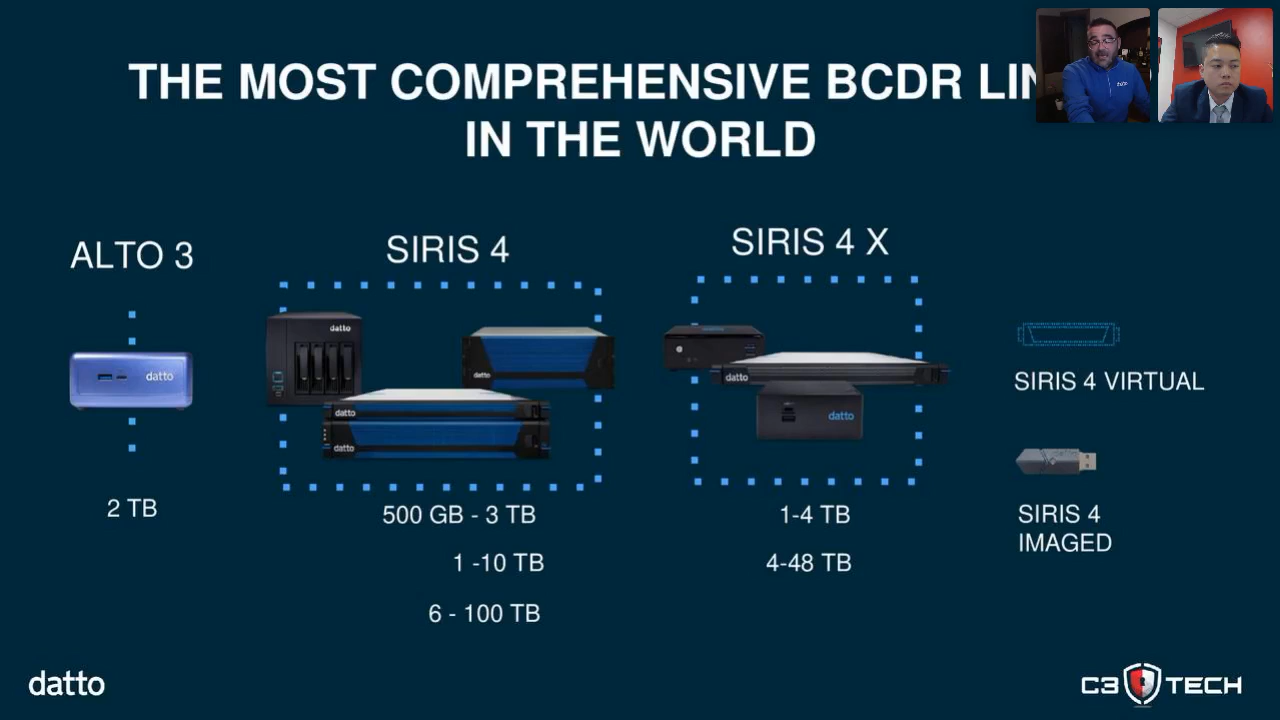 THE MOST COMPREHENSIVE BCDR
IN THE WORLD
ALTO 3
SIRIS 4
SIRIS 4 X
datto
datto
datto
datto
datto
datto
datto
datto
SIRIS 4 VIRTUAL
2 TB
500 GB - 3 TB
1 -10 TB
6 - 100 TB
1-4 TB
4-48 TB
SIRIS 4
IMAGED
datto
C3 TECH